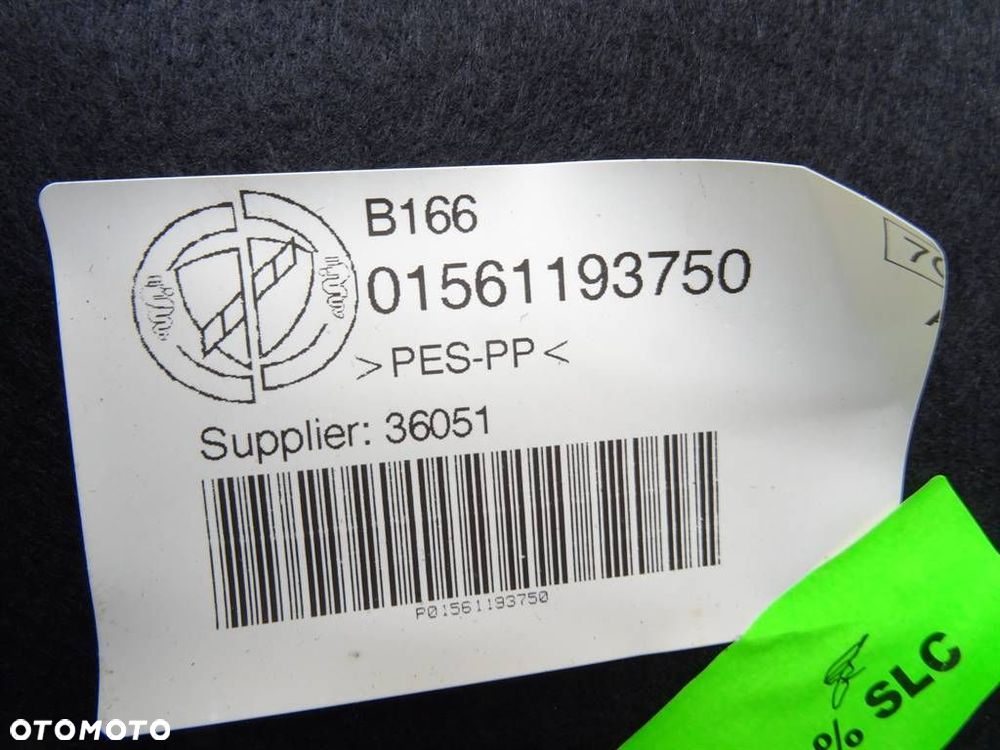 B166
01561193750
>PES-PP<
Supplier: 36051
P01561193750
% SLC
OTOMOTO